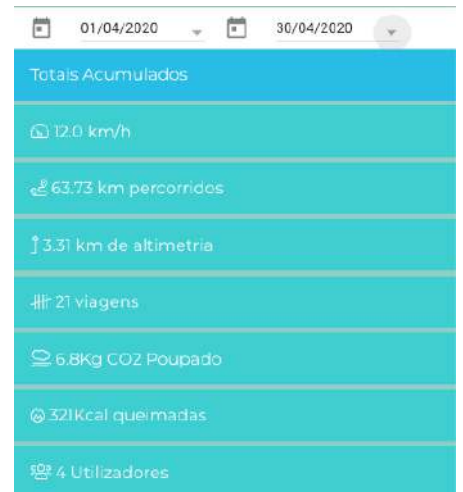 01/04/2020 30/04/2020
Totais Acumulados
12.0 km/h
63.73 km percorridos
3.31 km de altimetria
21 viagens
6.8Kg CO2 Poupado
321Kcal queimadas
4 Utilizadores